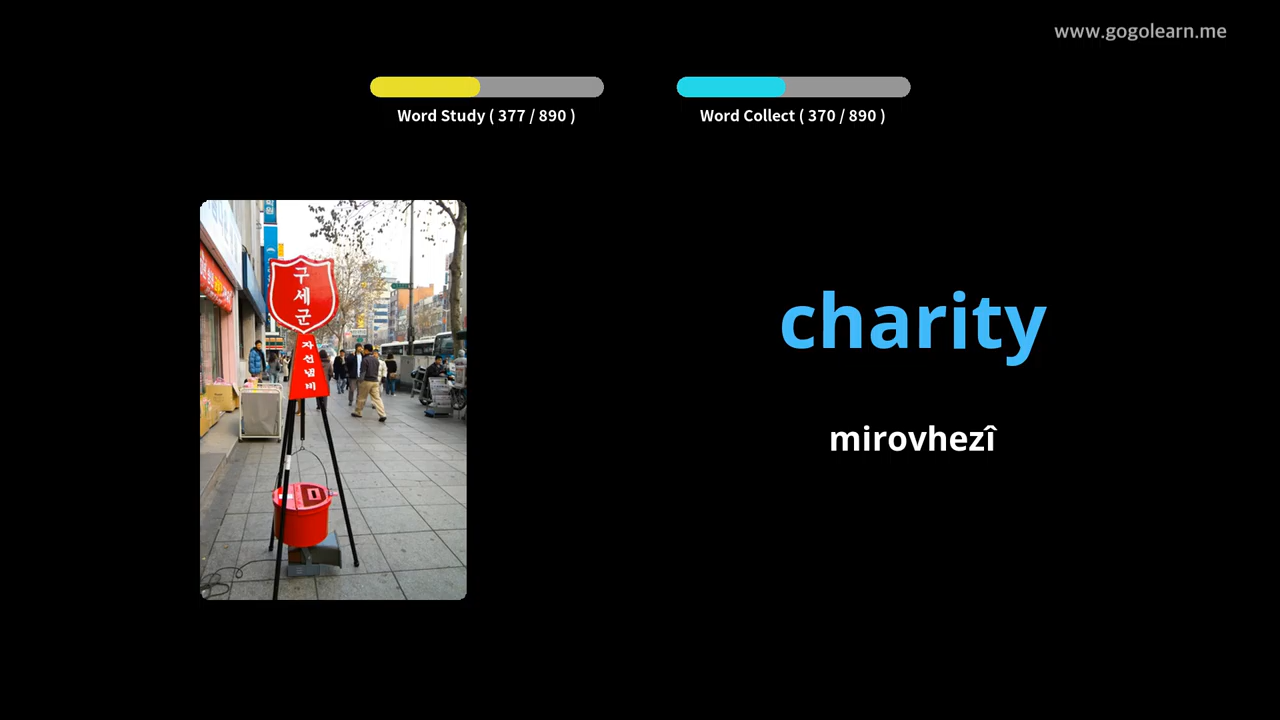 www.gogolearn.me
Word Study ( 377 / 890 )
Word Collect ( 370 / 890 )
구
세
군
자
선
냄
비
charity
mirovhezî